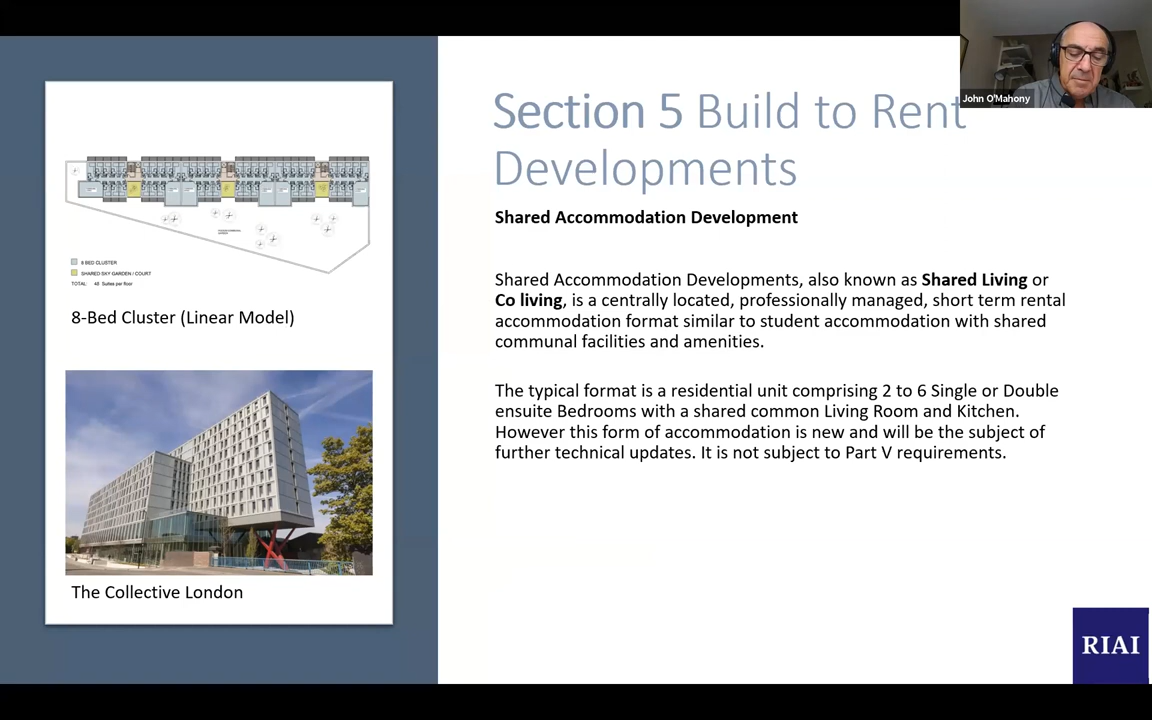 John O'Mahony
Section 5 Build to Rent
Developments
Shared Accommodation Development
Shared Accommodation Developments, also known as Shared Living or
Co living, is a centrally located, professionally managed, short term rental
accommodation format similar to student accommodation with shared
communal facilities and amenities.
The typical format is a residential unit comprising 2 to 6 Single or Double
ensuite Bedrooms with a shared common Living Room and Kitchen.
However this form of accommodation is new and will be the subject of
further technical updates. It is not subject to Part V requirements.
8 BED CLUSTER
SHARED SKY GARDEN / COURT
TOTAL: 48 Suites per floor
8-Bed Cluster (Linear Model)
The Collective London
RIAI